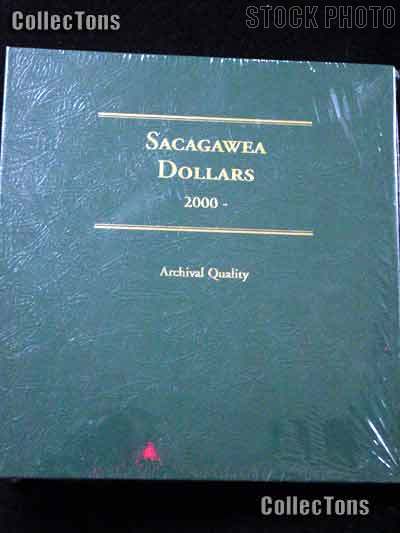 CollecTons
STOCK PHOTO
SACAGAWEA
DOLLARS
2000 -
Archival Quality
CollecTons